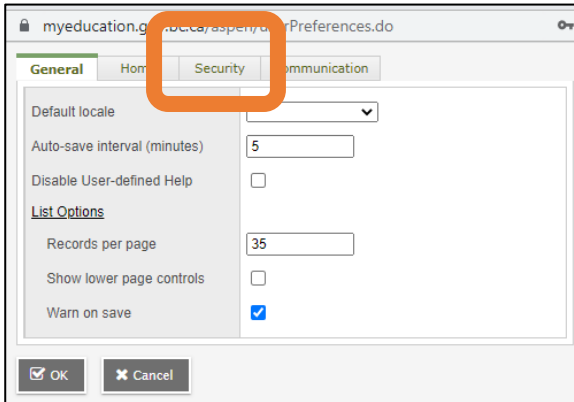 myeducation.g bc.ca/aspen/u erPreferences.do
General Hom Security ommunication
Default locale
Auto-save interval (minutes) 5
Disable User-defined Help
List Options
Records per page 35
Show lower page controls
Warn on save
OK Cancel